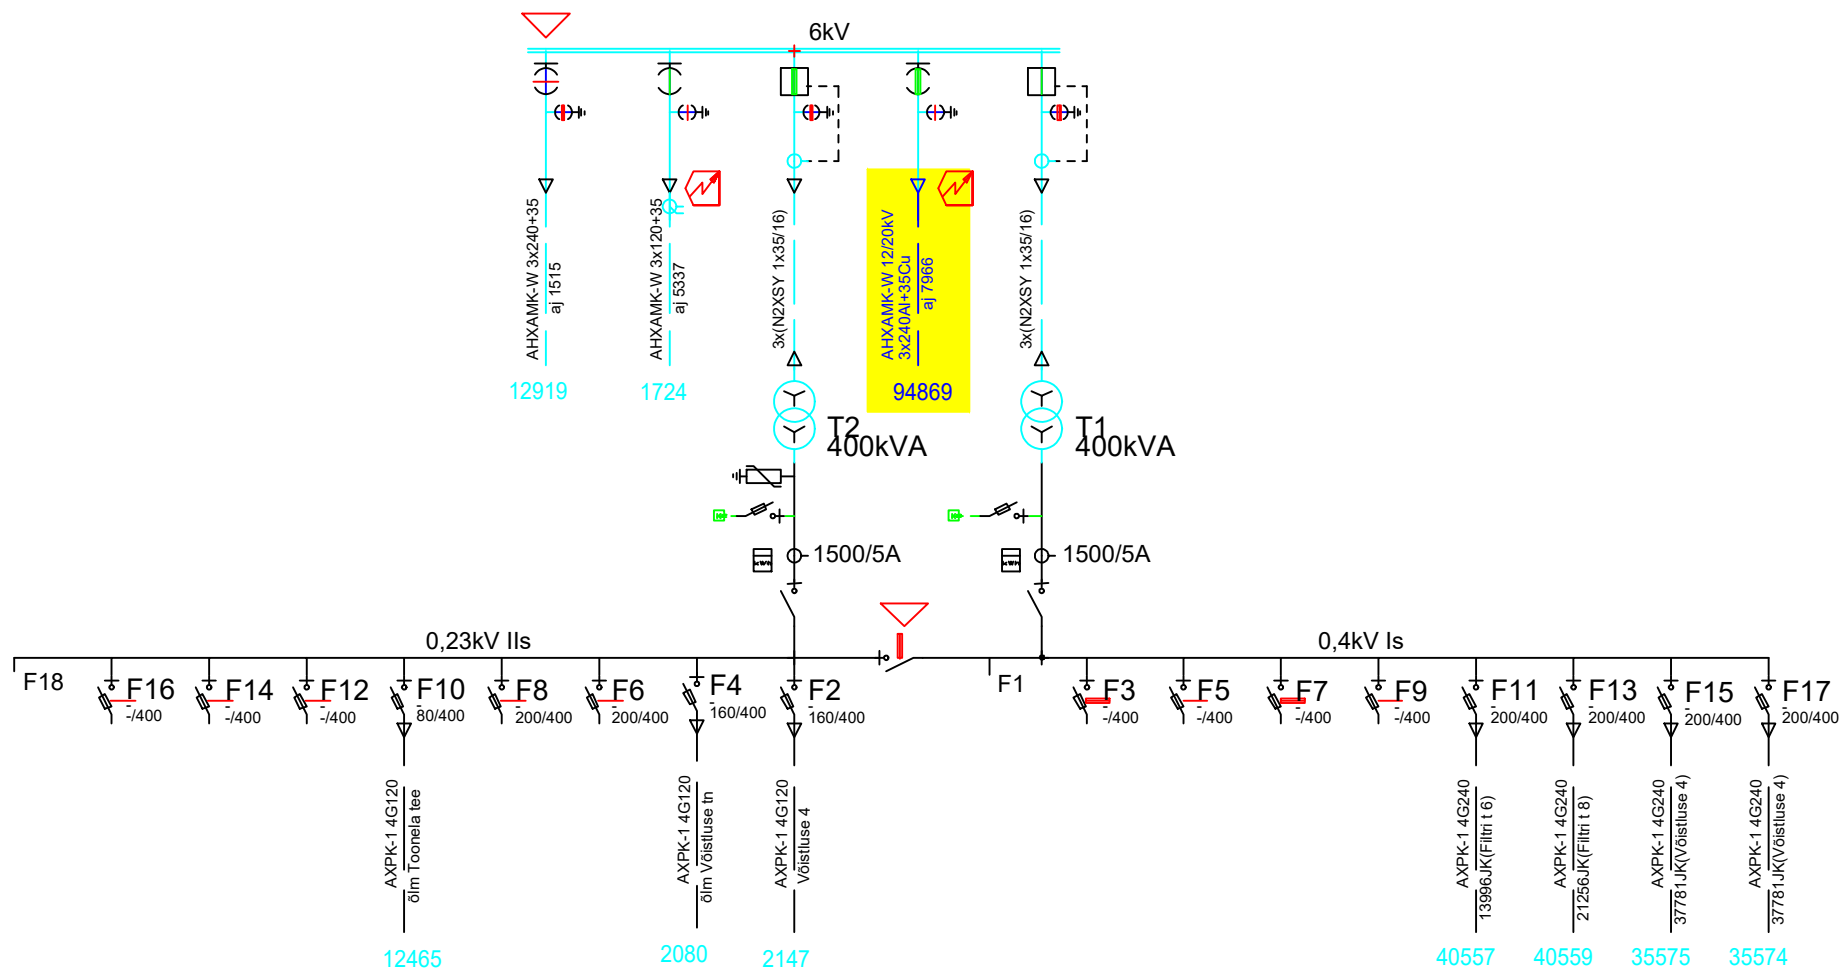 6kV
AHXAMK-W 3x240+35
aj 1515
12919
AHXAMK-W 3x120+35
aj 5337
1724
3x(N2XSY 1x35/16)
AHXAMK-W 12/20kV
3x240Al+35Cu
aj 7966
94869
3x(N2XSY 1x35/16)
T2
400kVA
T1
400kVA
kWh
1500/5A
kWh
1500/5A
0,23kV IIs
0,4kV Is
F18
F16
-/400
F14
-/400
F12
-/400
F10
80/400
F8
200/400
F6
200/400
F4
160/400
F2
160/400
F1
F3
-/400
F5
-/400
F7
-/400
F9
-/400
F11
200/400
F13
200/400
F15
200/400
F17
200/400
AXPK-1 4G120
õlm Toonela tee
12465
AXPK-1 4G120
õlm Võistluse tn
2080
AXPK-1 4G120
Võistluse 4
2147
AXPK-1 4G240
13996JK(Filtri t 6)
40557
AXPK-1 4G240
21256JK(Filtri t 8)
40559
AXPK-1 4G240
37781JK(Võistluse 4)
35575
AXPK-1 4G240
37781JK(Võistluse 4)
35574